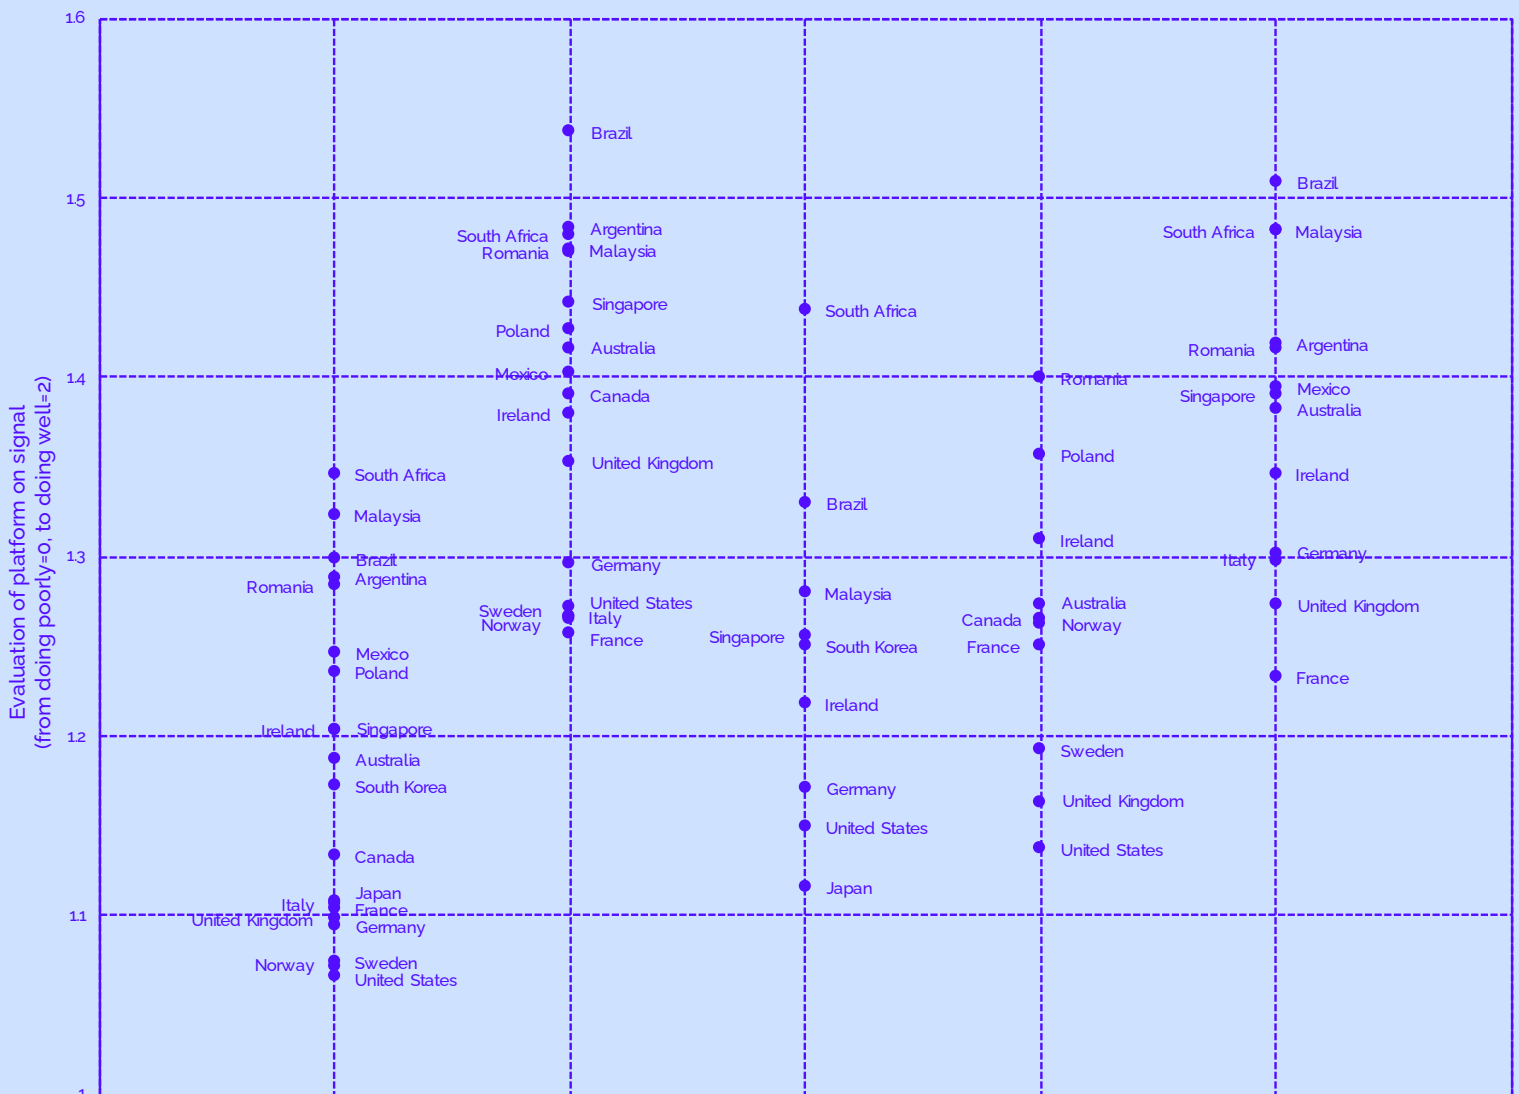 Evaluation of platform on signal
(from doing poorly=0, to doing well=2)
1.6
1.5
1.4
1.3
1.2
1.1
South Africa
Malaysia
Brazil
Argentina
Romania
Mexico
Poland
Ireland
Singapore
Australia
South Korea
Canada
Japan
Italy
France
United Kingdom
Germany
Sweden
Norway
United States
Brazil
Argentina
South Africa
Malaysia
Romania
Singapore
Poland
Australia
Mexico
Canada
Ireland
United Kingdom
Germany
United States
Sweden
Italy
Norway
France
South Africa
Brazil
Malaysia
Singapore
South Korea
Ireland
Germany
United States
Japan
Romania
Poland
Ireland
Australia
Canada
Norway
France
Sweden
United Kingdom
United States
Brazil
South Africa
Malaysia
Argentina
Romania
Mexico
Singapore
Australia
Ireland
Germany
Italy
United Kingdom
France